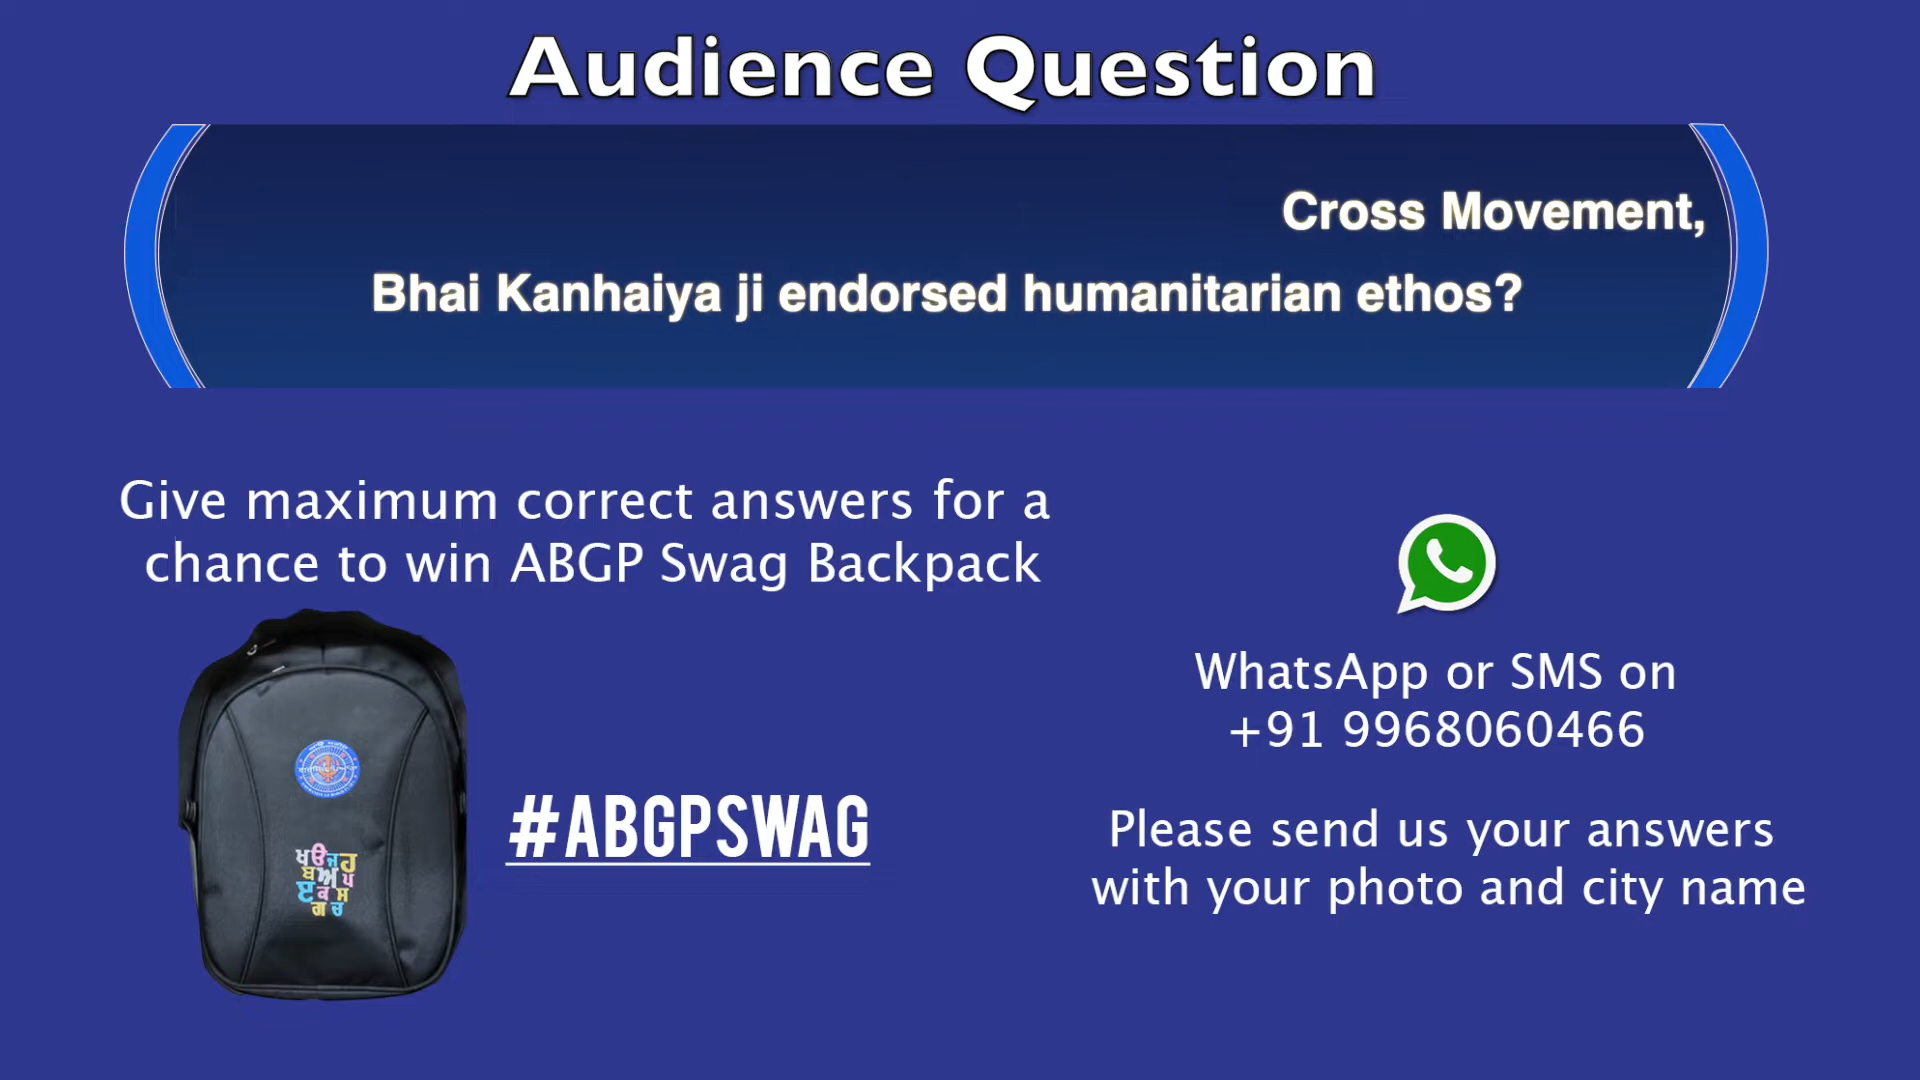 Audience Question
Cross Movement,
Bhai Kanhaiya ji endorsed humanitarian ethos?
Give maximum correct answers for a
chance to win ABGP Swag Backpack
WhatsApp or SMS on
+91 9968060466
#ABGPSWAG
Please send us your answers
with your photo and city name
ਖ ੳ ਜ ਹ
ਬ ਅ ਪ
ੲ ਕ ਸ
ਗ ਚ